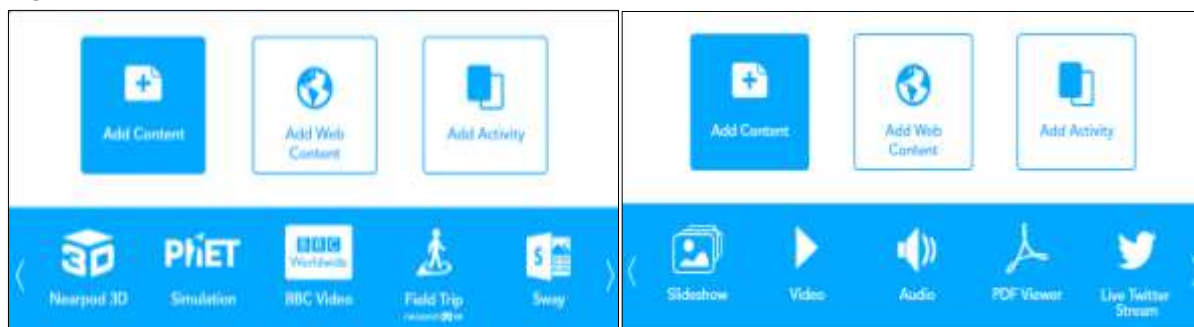 Add Content
Add Web
Content
Add Activity
3D
Nearpod 3D
PhET
Simulation
BBC
Worldwide
BBC Video
Field Trip
S
Sway
Add Content
Add Web
Content
Add Activity
Slideshow
Video
Audio
PDF Viewer
Live Twitter
Stream